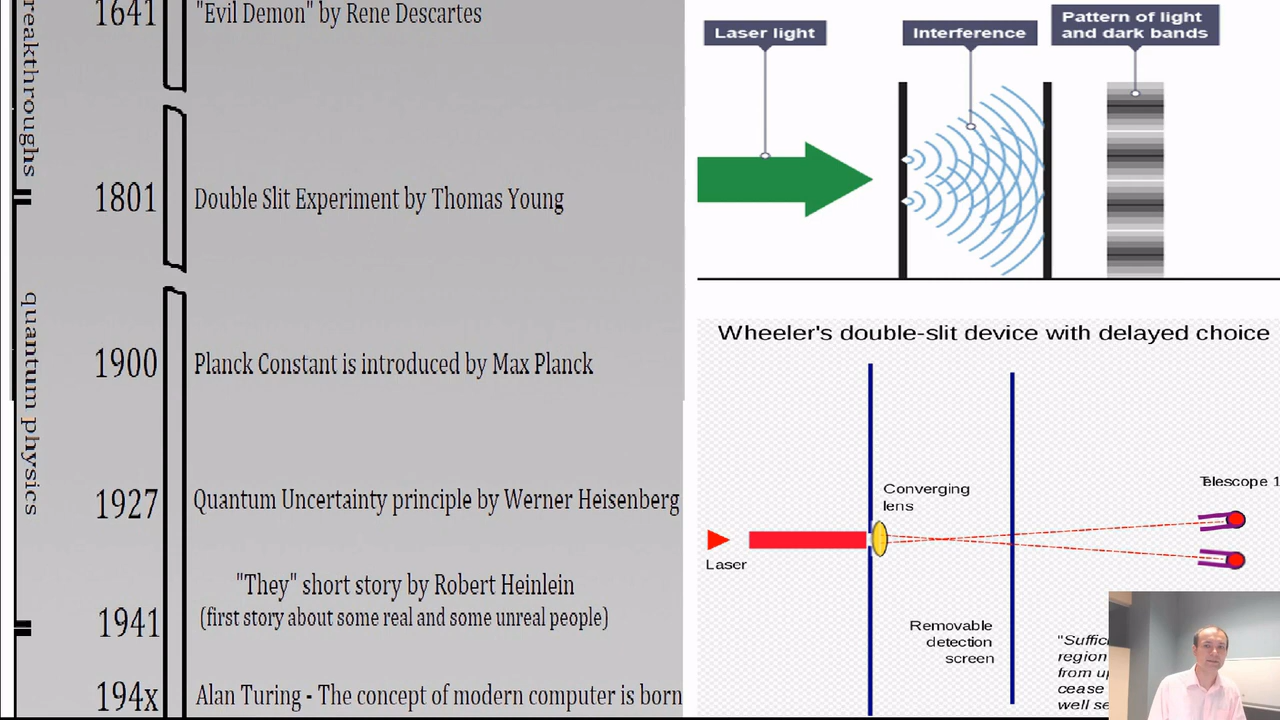 reakthroughs
quantum physics
1641 "Evil Demon" by Rene Descartes
1801 Double Slit Experiment by Thomas Young
1900 Planck Constant is introduced by Max Planck
1927 Quantum Uncertainty principle by Werner Heisenberg
"They" short story by Robert Heinlein
1941 (first story about some real and some unreal people)
194x Alan Turing - The concept of modern computer is born
Laser light
Interference
Pattern of light
and dark bands
Wheeler's double-slit device with delayed choice
Converging
lens
Telescope 1
Laser
Removable
detection
screen
"Suffic
region
from up
cease
well se